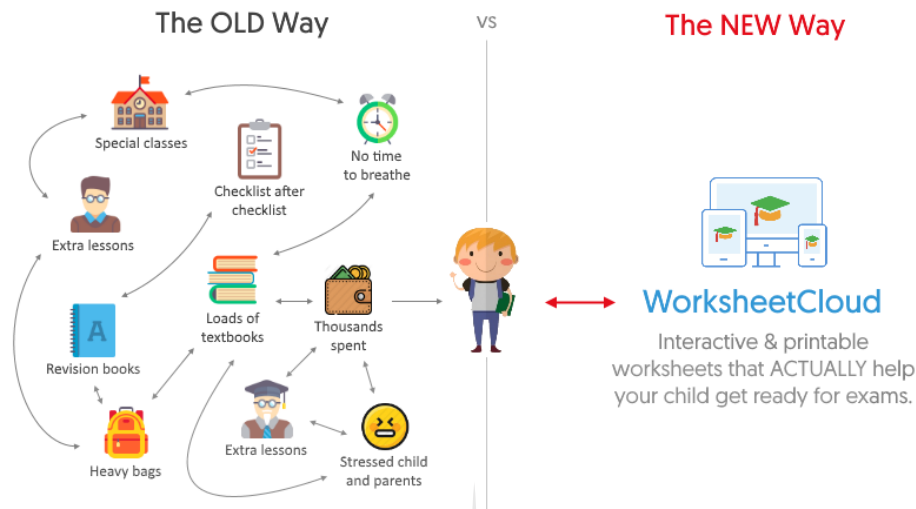 The OLD Way
vs
The NEW Way
Special classes
No time
to breathe
Checklist after
checklist
Extra lessons
A
Revision books
Loads of
textbooks
Thousands
spent
Heavy bags
Extra lessons
Stressed child
and parents
WorksheetCloud
Interactive & printable
worksheets that ACTUALLY help
your child get ready for exams.